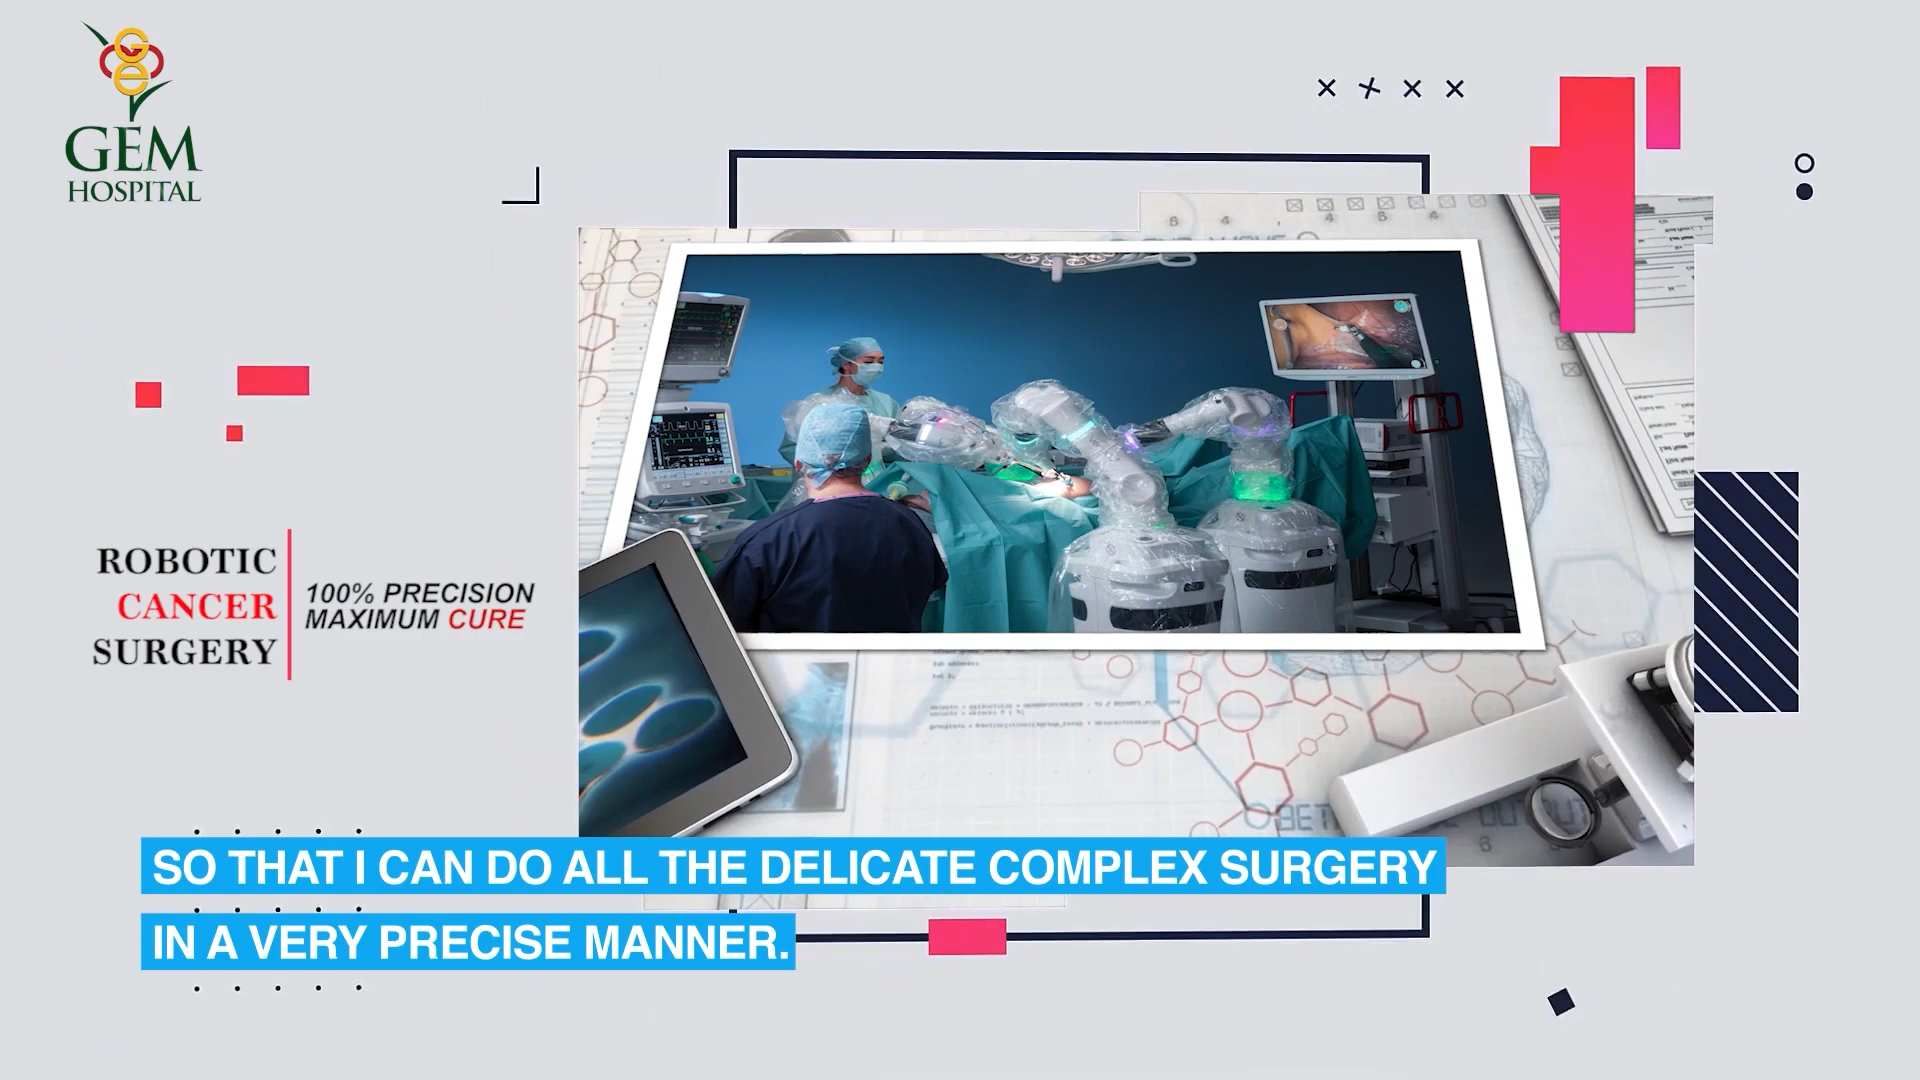 GEM
HOSPITAL
ROBOTIC
CANCER
SURGERY
100% PRECISION
MAXIMUM CURE
SO THAT I CAN DO ALL THE DELICATE COMPLEX SURGERY
IN A VERY PRECISE MANNER.